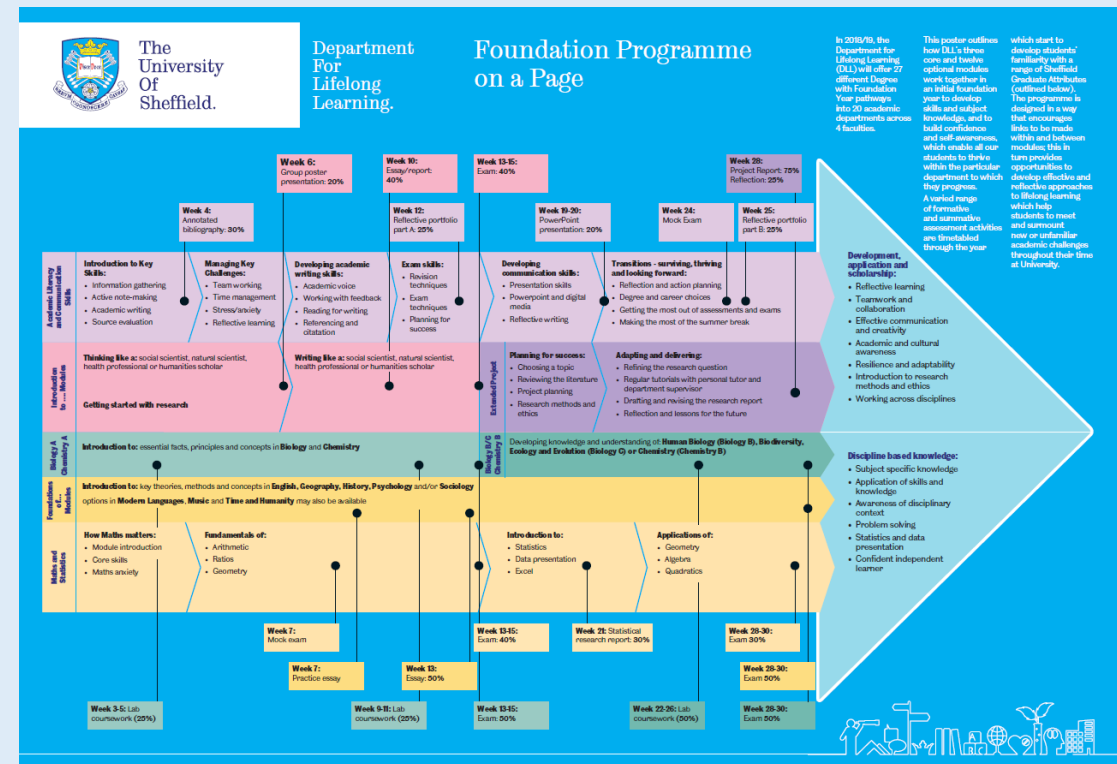 The
University
Of
Sheffield.
Department
For
Lifelong
Learning.
Foundation Programme
on a Page
In 2018/19, the
Department for
Lifelong Learning
(DLL) will offer 27
different Degree
with Foundation
Year pathways
into 20 academic
departments across
4 faculties.
This poster outlines
how DLL's three
core and twelve
optional modules
work together in
an initial foundation
year to develop
skills and subject
knowledge, and to
build confidence
and self-awareness,
which enable all our
students to thrive
within the particular
department to which
they progress.
A varied range
of formative
and summative
assessment activities
are timetabled
through the year
which start to
develop students'
familiarity with a
range of Sheffield
Graduate Attributes
(outlined below).
The programme is
designed in a way
that encourages
links to be made
within and between
modules; this in
turn provides
opportunities to
develop effective and
reflective approaches
to lifelong learning
which help
students to meet
and surmount
new or unfamiliar
academic challenges
throughout their time
at University.
Week 6:
Group poster
presentation: 20%
Week 10:
Essay/report:
40%
Week 13-15:
Exam: 40%
Week 28:
Project Report: 75%
Reflection: 25%
Week 4:
Annotated
bibliography: 30%
Week 12:
Reflective portfolio
part A: 25%
Week 19-20:
PowerPoint
presentation: 20%
Week 24:
Mock Exam
Week 25:
Reflective portfolio
part B: 25%
Academic Literacy
and Communication
Skills
Introduction to Key
Skills:
• Information gathering
• Active note-making
• Academic writing
• Source evaluation
Managing Key
Challenges:
• Team working
• Time management
• Stress/anxiety
• Reflective learning
Developing academic
writing skills:
• Academic voice
• Working with feedback
• Reading for writing
• Referencing and
citatation
Exam skills:
• Revision
techniques
• Exam
techniques
• Planning for
success
Developing
communication skills:
• Presentation skills
• Powerpoint and digital
media
• Reflective writing
Transitions - surviving, thriving
and looking forward:
• Reflection and action planning
• Degree and career choices
• Getting the most out of assessments and exams
• Making the most of the summer break
Introduction
to .... Modules
Thinking like a: social scientist, natural scientist,
health professional or humanities scholar
Getting started with research
Writing like a: social scientist, natural scientist,
health professional or humanities scholar
Extended Project
Planning for success:
• Choosing a topic
• Reviewing the literature
• Project planning
• Research methods and
ethics
Adapting and delivering:
• Refining the research question
• Regular tutorials with personal tutor and
department supervisor
• Drafting and revising the research report
• Reflection and lessons for the future
Biology A
Chemistry A
Introduction to: essential facts, principles and concepts in Biology and Chemistry
Biology B/C
Chemistry B
Developing knowledge and understanding of: Human Biology (Biology B), Biodiversity,
Ecology and Evolution (Biology C) or Chemistry (Chemistry B)
Foundations
of...
Modules
Introduction to: key theories, methods and concepts in English, Geography, History, Psychology and/or Sociology
options in Modern Languages, Music and Time and Humanity may also be available
Maths and
Statistics
How Maths matters:
• Module introduction
• Core skills
• Maths anxiety
Fundamentals of:
• Arithmetic
• Ratios
• Geometry
Introduction to:
• Statistics
• Data presentation
• Excel
Applications of:
• Geometry
• Algebra
• Quadratics
Development,
application and
scholarship:
• Reflective learning
• Teamwork and
collaboration
• Effective communication
and creativity
• Academic and cultural
awareness
• Resilience and adaptability
• Introduction to research
methods and ethics
• Working across disciplines
Discipline based knowledge:
• Subject specific knowledge
• Application of skills and
knowledge
• Awareness of disciplinary
context
• Problem solving
• Statistics and data
presentation
• Confident independent
learner
Week 7:
Mock exam
Week 13-15:
Exam: 40%
Week 21: Statistical
research report: 30%
Week 28-30:
Exam 30%
Week 7:
Practice essay
Week 13:
Essay: 50%
Week 28-30:
Exam 50%
Week 3-5: Lab
coursework (25%)
Week 9-11: Lab
coursework (25%)
Week 13-15:
Exam: 50%
Week 22-26: Lab
coursework (50%)
Week 28-30:
Exam 50%